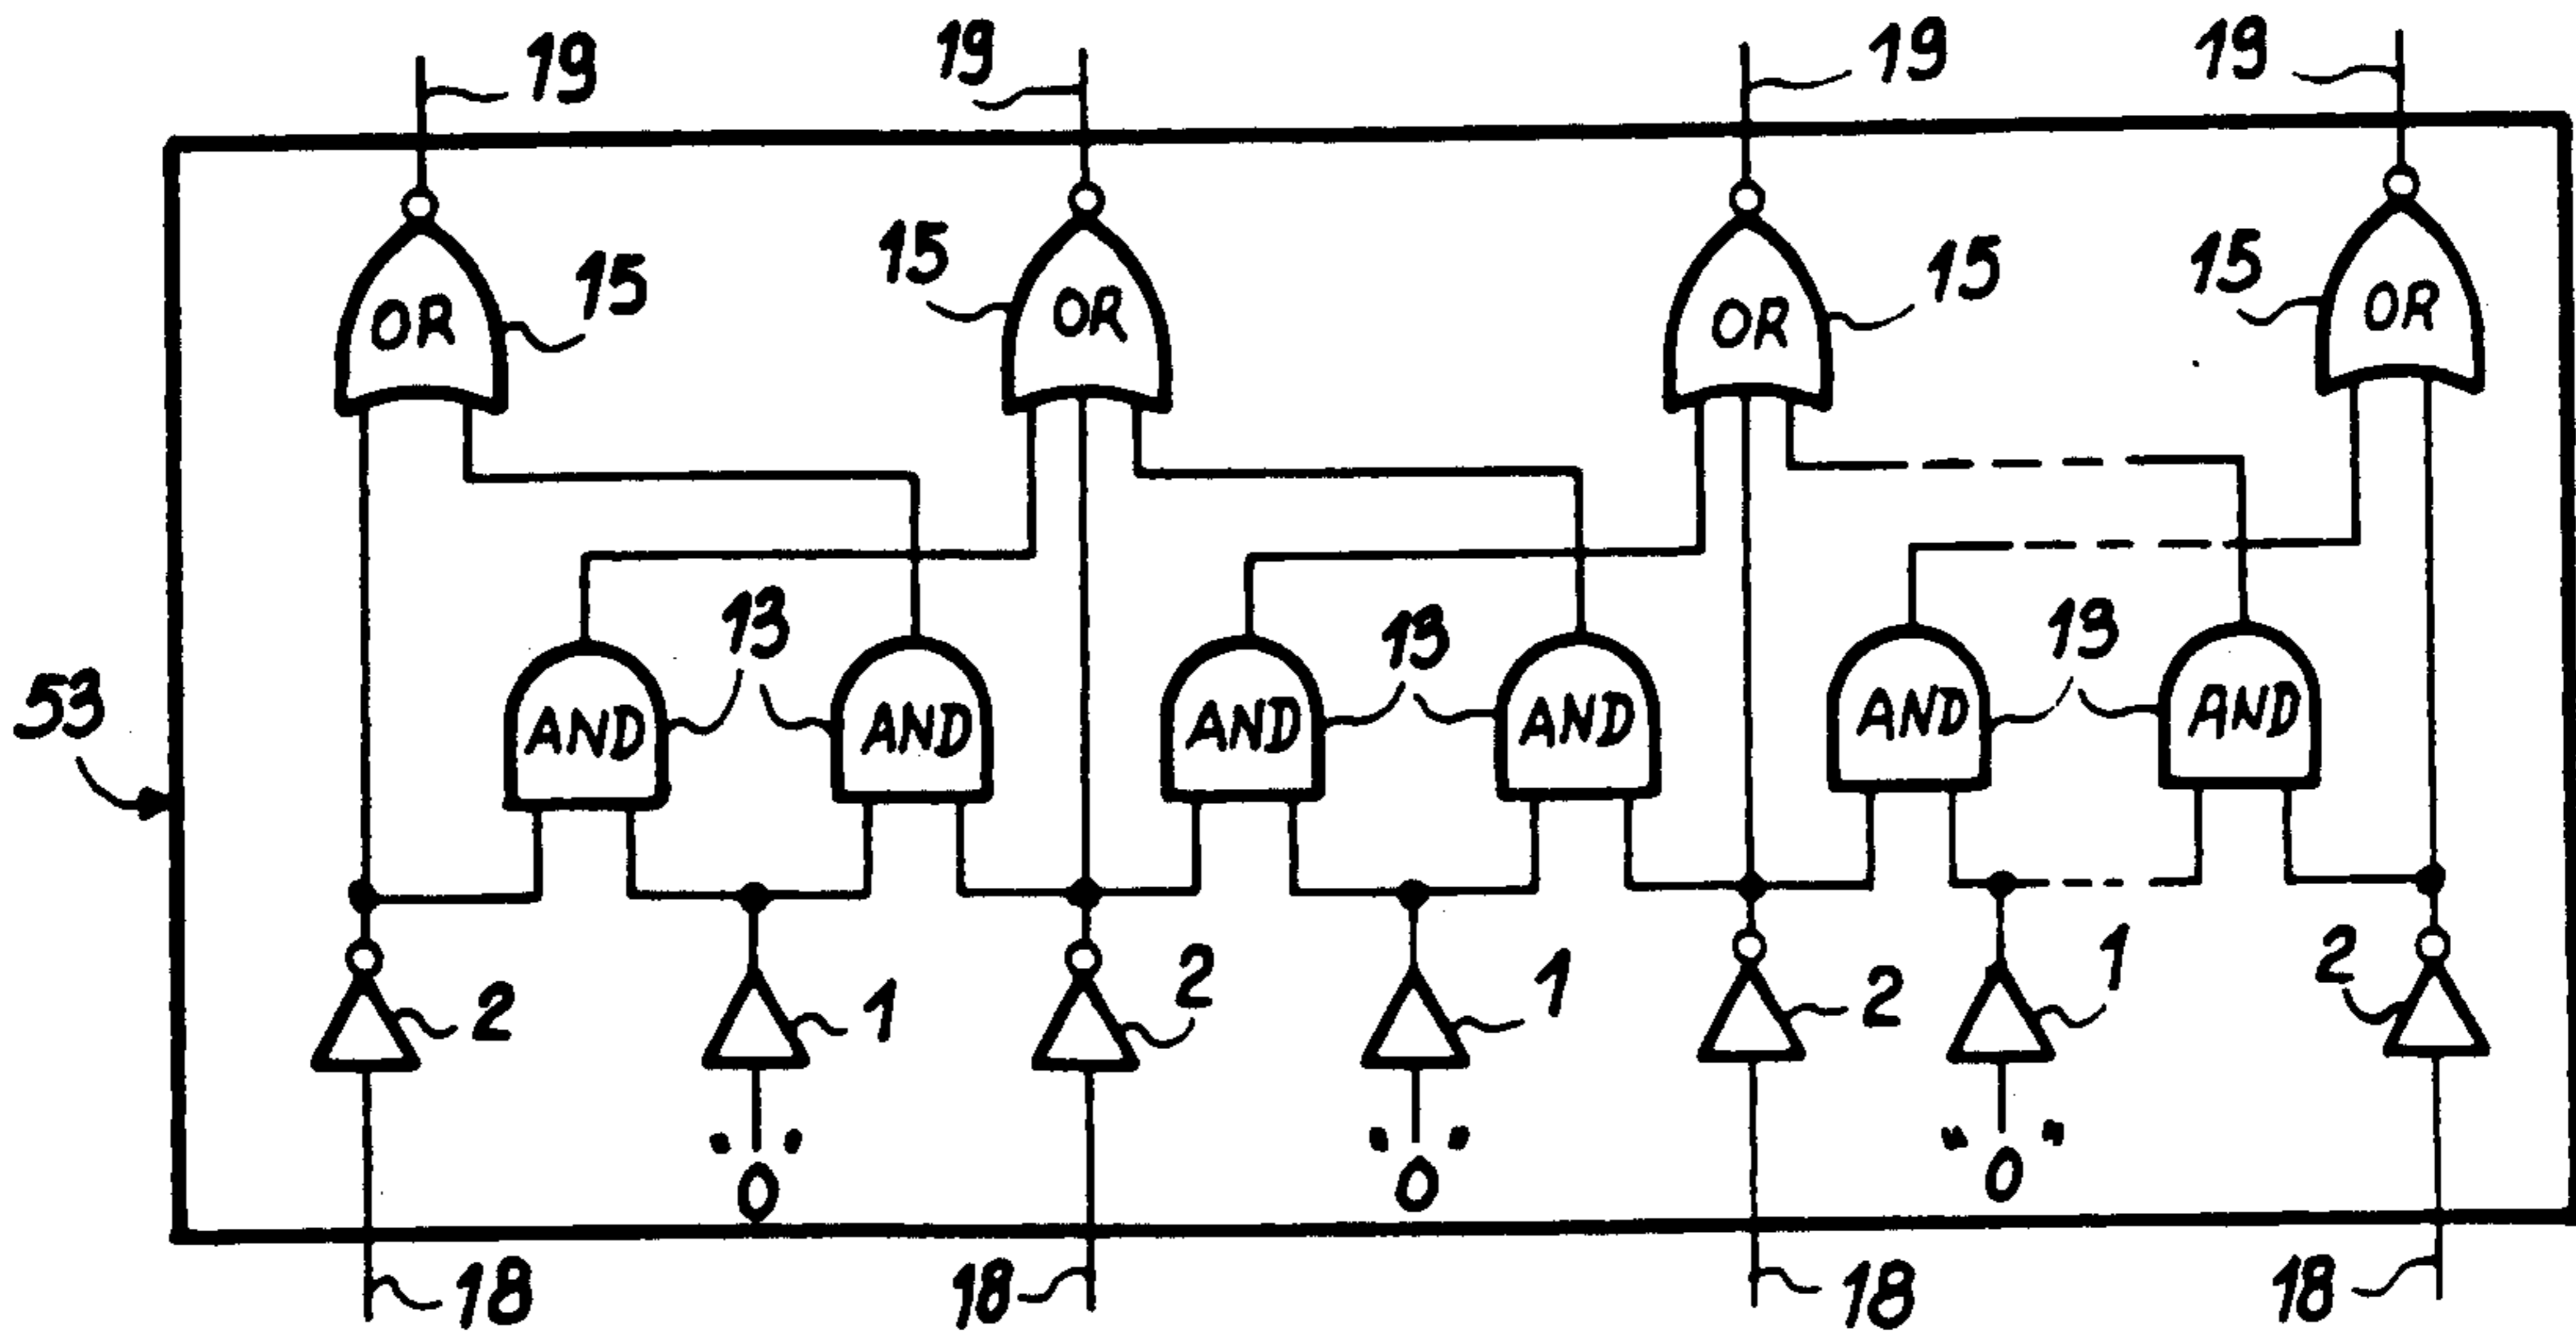 19 19 19 19
15 15 15 15
OR OR OR OR
13 13 13
53
AND AND AND AND AND AND
2 1 2 1 2 1 2
"0" "0" "0"
18 18 18 18